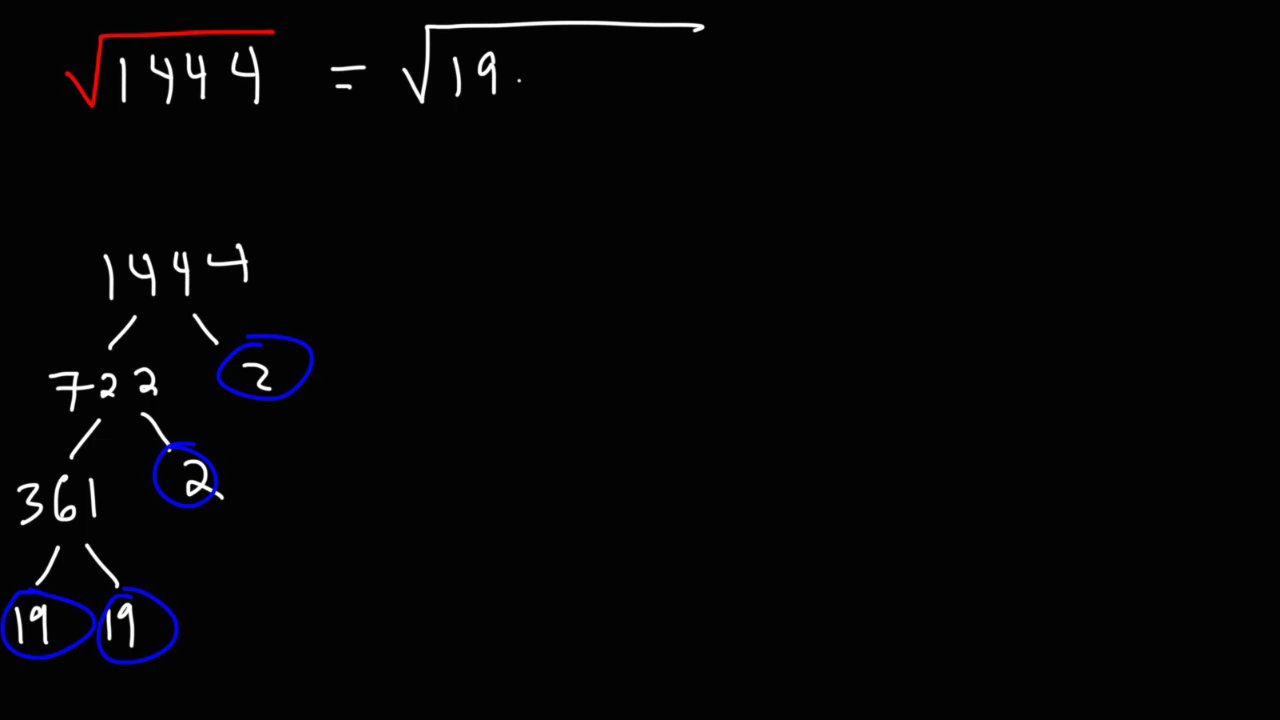 √1444 = √19·
1444
722 2
361 2
19 19